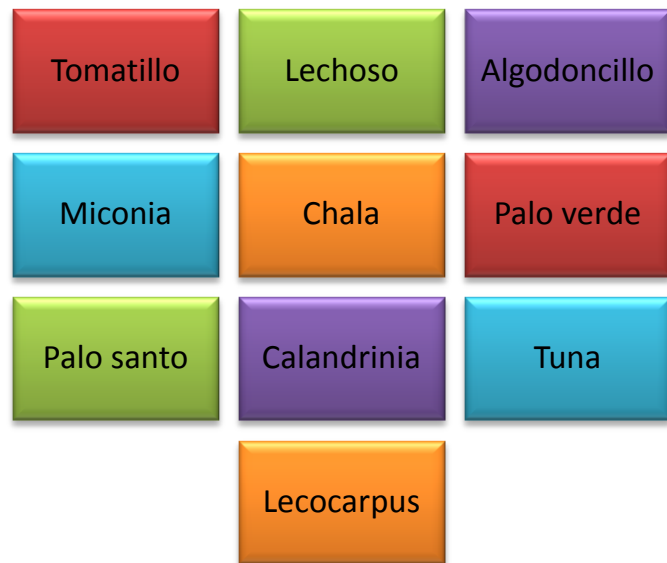 Tomatillo
Lechoso
Algodoncillo
Miconia
Chala
Palo verde
Palo santo
Calandrinia
Tuna
Lecocarpus